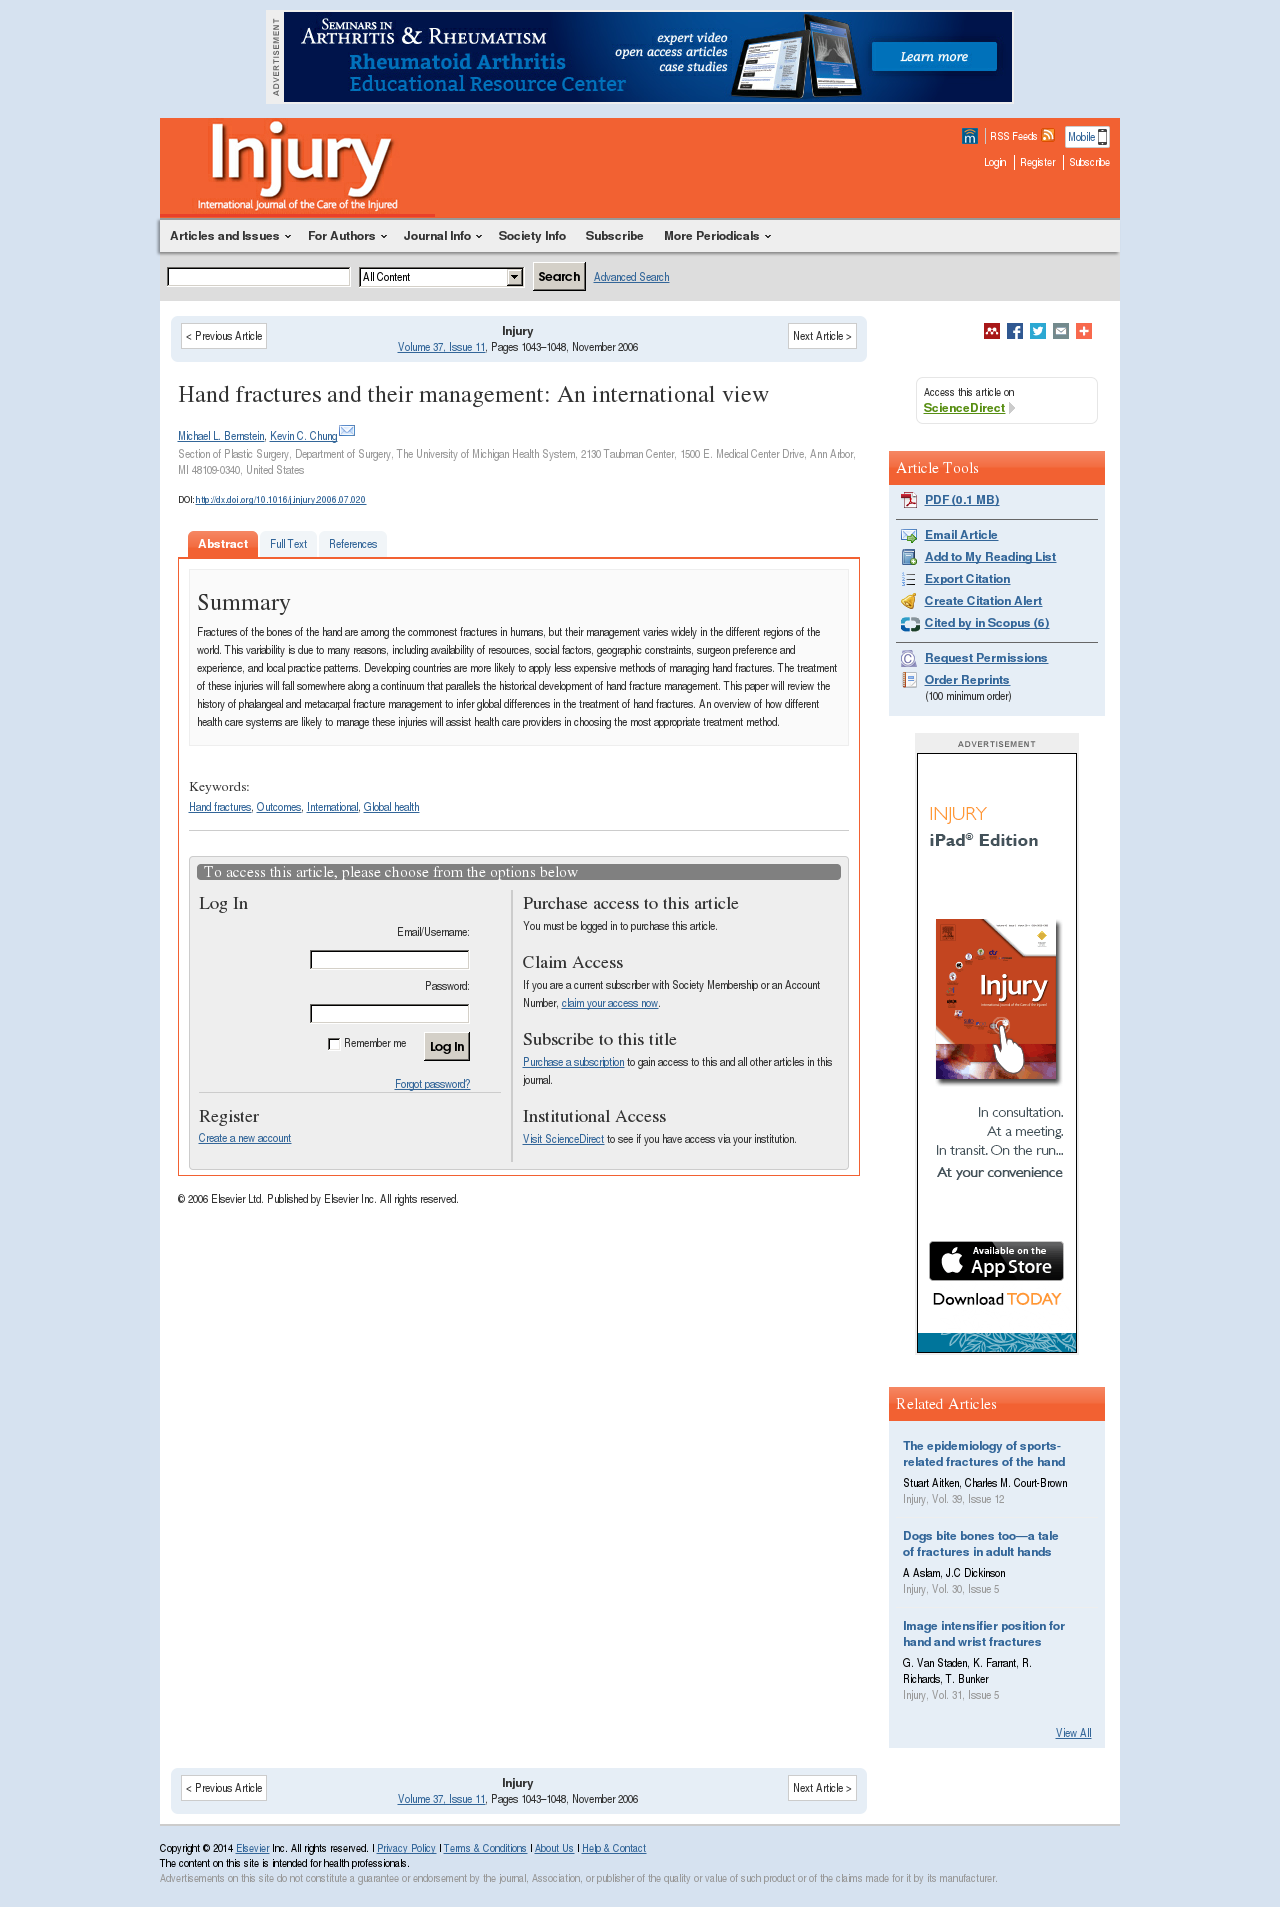 ADVERTISEMENT
SEMINARS IN
ARTHRITIS & RHEUMATISM
Rheumatoid Arthritis
Educational Resource Center
expert video
open access articles
case studies
Learn more
Injury
International Journal of the Care of the Injured
RSS Feeds
Mobile
Login | Register | Subscribe
Articles and Issues For Authors Journal Info Society Info Subscribe More Periodicals
All Content Search Advanced Search
< Previous Article
Injury
Volume 37, Issue 11, Pages 1043–1048, November 2006
Next Article >
Hand fractures and their management: An international view
Michael L. Bernstein, Kevin C. Chung
Section of Plastic Surgery, Department of Surgery, The University of Michigan Health System, 2130 Taubman Center, 1500 E. Medical Center Drive, Ann Arbor,
MI 48109-0340, United States
DOI: http://dx.doi.org/10.1016/j.injury.2006.07.020
Abstract Full Text References
Summary
Fractures of the bones of the hand are among the commonest fractures in humans, but their management varies widely in the different regions of the
world. This variability is due to many reasons, including availability of resources, social factors, geographic constraints, surgeon preference and
experience, and local practice patterns. Developing countries are more likely to apply less expensive methods of managing hand fractures. The treatment
of these injuries will fall somewhere along a continuum that parallels the historical development of hand fracture management. This paper will review the
history of phalangeal and metacarpal fracture management to infer global differences in the treatment of hand fractures. An overview of how different
health care systems are likely to manage these injuries will assist health care providers in choosing the most appropriate treatment method.
Keywords:
Hand fractures, Outcomes, International, Global health
To access this article, please choose from the options below
Log In
Email/Username:
Password:
Remember me
Log In
Forgot password?
Register
Create a new account
Purchase access to this article
You must be logged in to purchase this article.
Claim Access
If you are a current subscriber with Society Membership or an Account
Number, claim your access now.
Subscribe to this title
Purchase a subscription to gain access to this and all other articles in this
journal.
Institutional Access
Visit ScienceDirect to see if you have access via your institution.
© 2006 Elsevier Ltd. Published by Elsevier Inc. All rights reserved.
Access this article on
ScienceDirect
Article Tools
PDF (0.1 MB)
Email Article
Add to My Reading List
Export Citation
Create Citation Alert
Cited by in Scopus (6)
Request Permissions
Order Reprints
(100 minimum order)
ADVERTISEMENT
INJURY
iPad® Edition
Injury
International Journal of the Care of the Injured
In consultation.
At a meeting.
In transit. On the run...
At your convenience
Available on the
App Store
Download TODAY
Related Articles
The epidemiology of sports-
related fractures of the hand
Stuart Aitken, Charles M. Court-Brown
Injury, Vol. 39, Issue 12
Dogs bite bones too—a tale
of fractures in adult hands
A Aslam, J.C Dickinson
Injury, Vol. 30, Issue 5
Image intensifier position for
hand and wrist fractures
G. Van Staden, K. Farrant, R.
Richards, T. Bunker
Injury, Vol. 31, Issue 5
View All
< Previous Article
Injury
Volume 37, Issue 11, Pages 1043–1048, November 2006
Next Article >
Copyright © 2014 Elsevier Inc. All rights reserved. | Privacy Policy | Terms & Conditions | About Us | Help & Contact
The content on this site is intended for health professionals.
Advertisements on this site do not constitute a guarantee or endorsement by the journal, Association, or publisher of the quality or value of such product or of the claims made for it by its manufacturer.